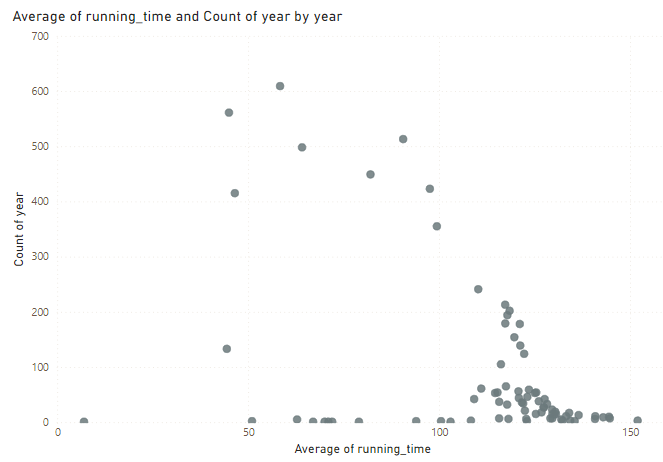 Average of running_time and Count of year by year
700
600
500
400
300
200
100
0
Count of year
0 50 100 150
Average of running_time